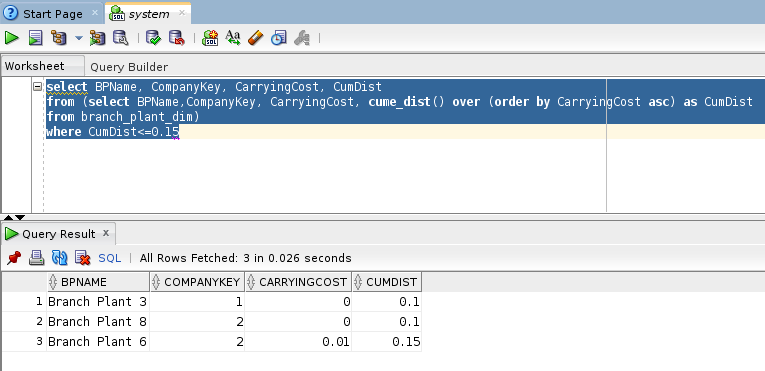 Start Page system
Worksheet Query Builder
select BPName, CompanyKey, CarryingCost, CumDist
from (select BPName,CompanyKey, CarryingCost, cume_dist() over (order by CarryingCost asc) as CumDist
from branch_plant_dim)
where CumDist<=0.15
Query Result x
SQL | All Rows Fetched: 3 in 0.026 seconds
BPNAME COMPANYKEY CARRYINGCOST CUMDIST
1 Branch Plant 3 1 0 0.1
2 Branch Plant 8 2 0 0.1
3 Branch Plant 6 2 0.01 0.15